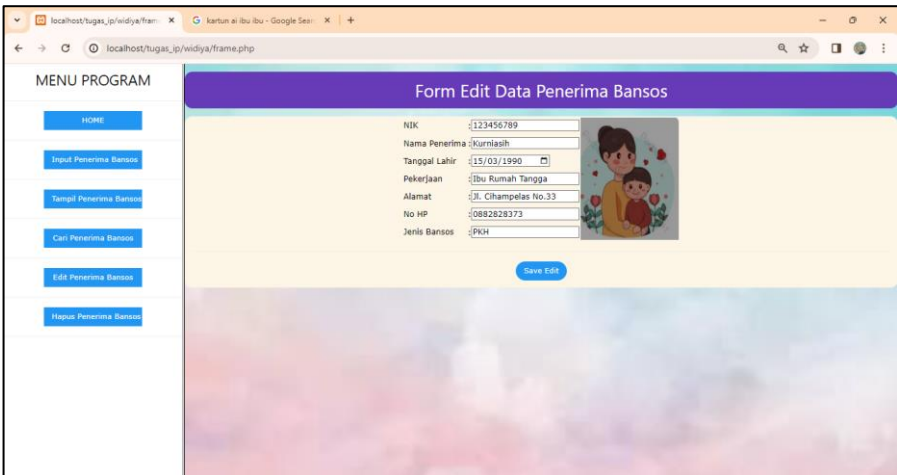 localhost/tugas_ip/widiya/fram
kartun ai ibu ibu - Google Sear
localhost/tugas_ip/widiya/frame.php
MENU PROGRAM
HOME
Input Penerima Bansos
Tampil Penerima Bansos
Cari Penerima Bansos
Edit Penerima Bansos
Hapus Penerima Bansos
Form Edit Data Penerima Bansos
NIK : 123456789
Nama Penerima : Kurniasih
Tanggal Lahir : 15/03/1990
Pekerjaan : Ibu Rumah Tangga
Alamat : Jl. Cihampelas No.33
No HP : 0882828373
Jenis Bansos : PKH
Save Edit